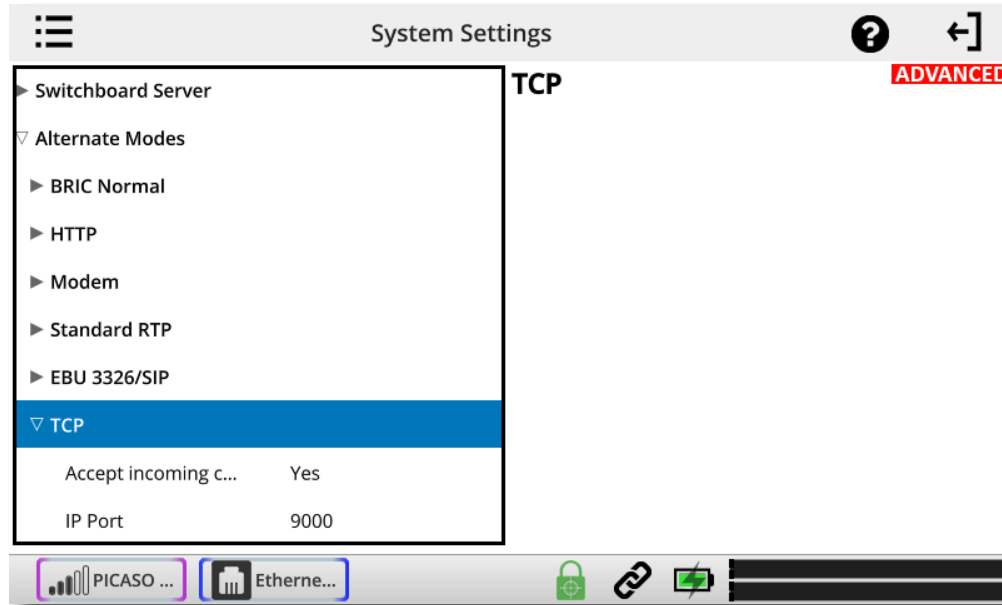 System Settings
Switchboard Server
Alternate Modes
BRIC Normal
HTTP
Modem
Standard RTP
EBU 3326/SIP
TCP
Accept incoming c... Yes
IP Port 9000
TCP
ADVANCED
PICASO ...
Etherne...